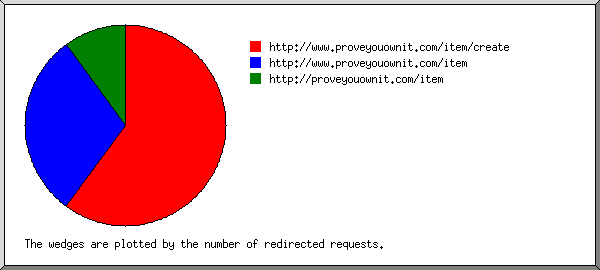 http://www.proveyouownit.com/item/create
http://www.proveyouownit.com/item
http://proveyouownit.com/item
The wedges are plotted by the number of redirected requests.